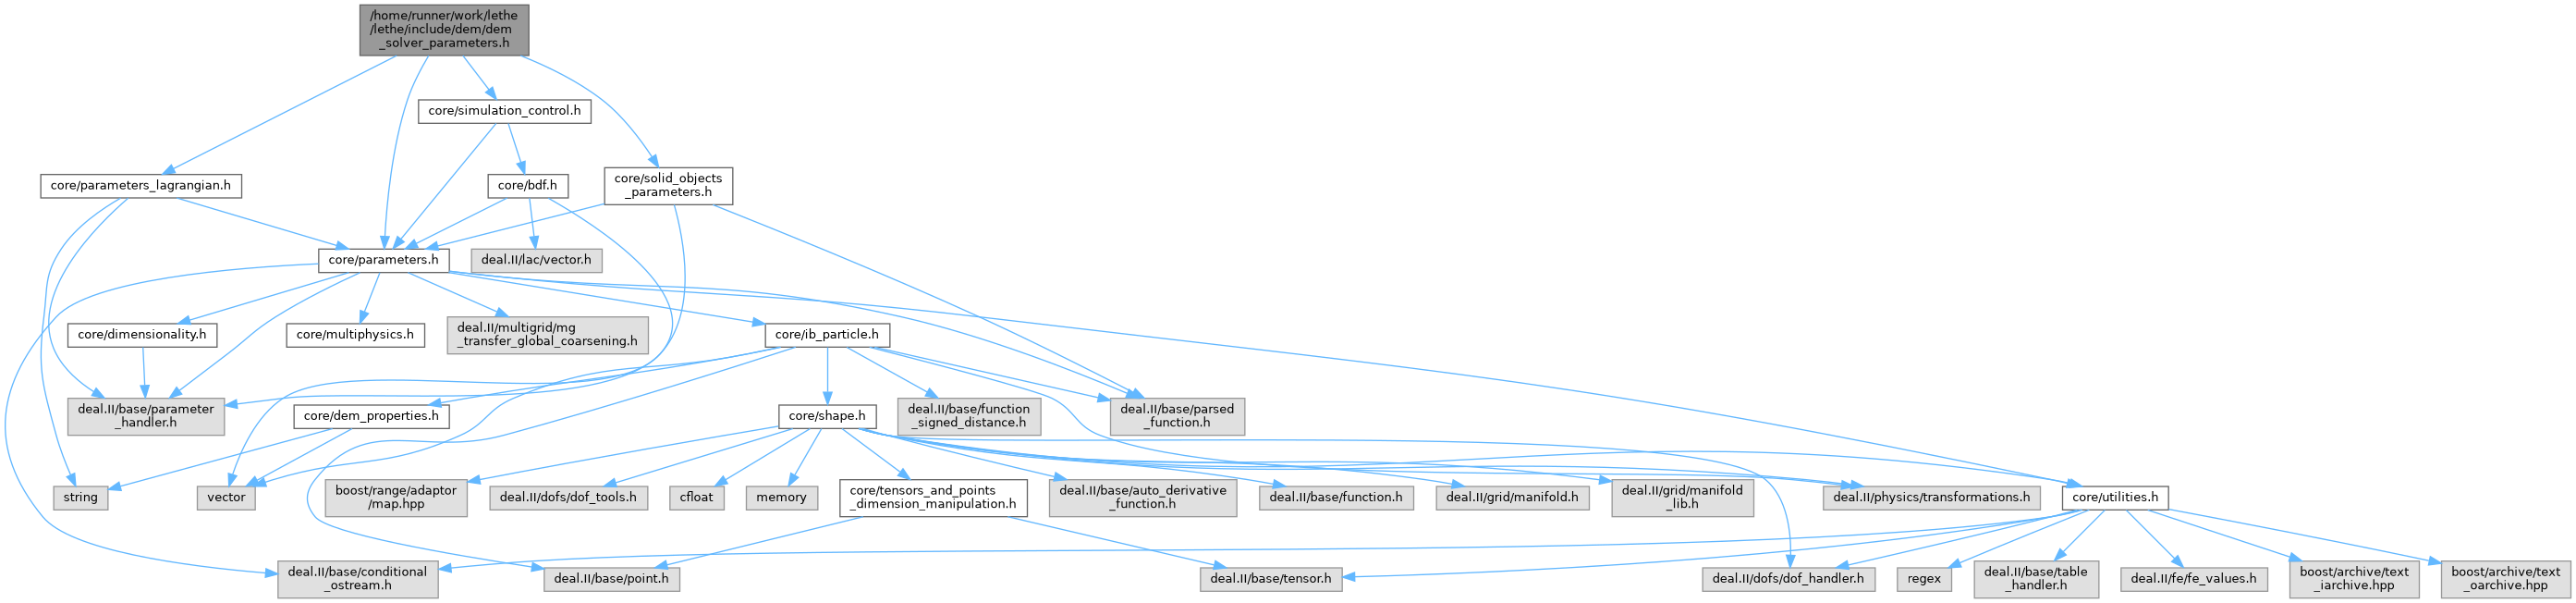 /home/runner/work/lethe
/lethe/include/dem/dem
_solver_parameters.h
core/simulation_control.h
core/parameters_lagrangian.h
core/bdf.h
core/solid_objects
_parameters.h
core/parameters.h
deal.II/lac/vector.h
core/dimensionality.h
core/multiphysics.h
deal.II/multigrid/mg
_transfer_global_coarsening.h
core/ib_particle.h
deal.II/base/parameter
_handler.h
core/dem_properties.h
core/shape.h
deal.II/base/function
_signed_distance.h
deal.II/base/parsed
_function.h
string
vector
boost/range/adaptor
/map.hpp
deal.II/dofs/dof_tools.h
cfloat
memory
core/tensors_and_points
_dimension_manipulation.h
deal.II/base/auto_derivative
_function.h
deal.II/base/function.h
deal.II/grid/manifold.h
deal.II/grid/manifold
_lib.h
deal.II/physics/transformations.h
core/utilities.h
deal.II/base/conditional
_ostream.h
deal.II/base/point.h
deal.II/base/tensor.h
deal.II/dofs/dof_handler.h
regex
deal.II/base/table
_handler.h
deal.II/fe/fe_values.h
boost/archive/text
_iarchive.hpp
boost/archive/text
_oarchive.hpp